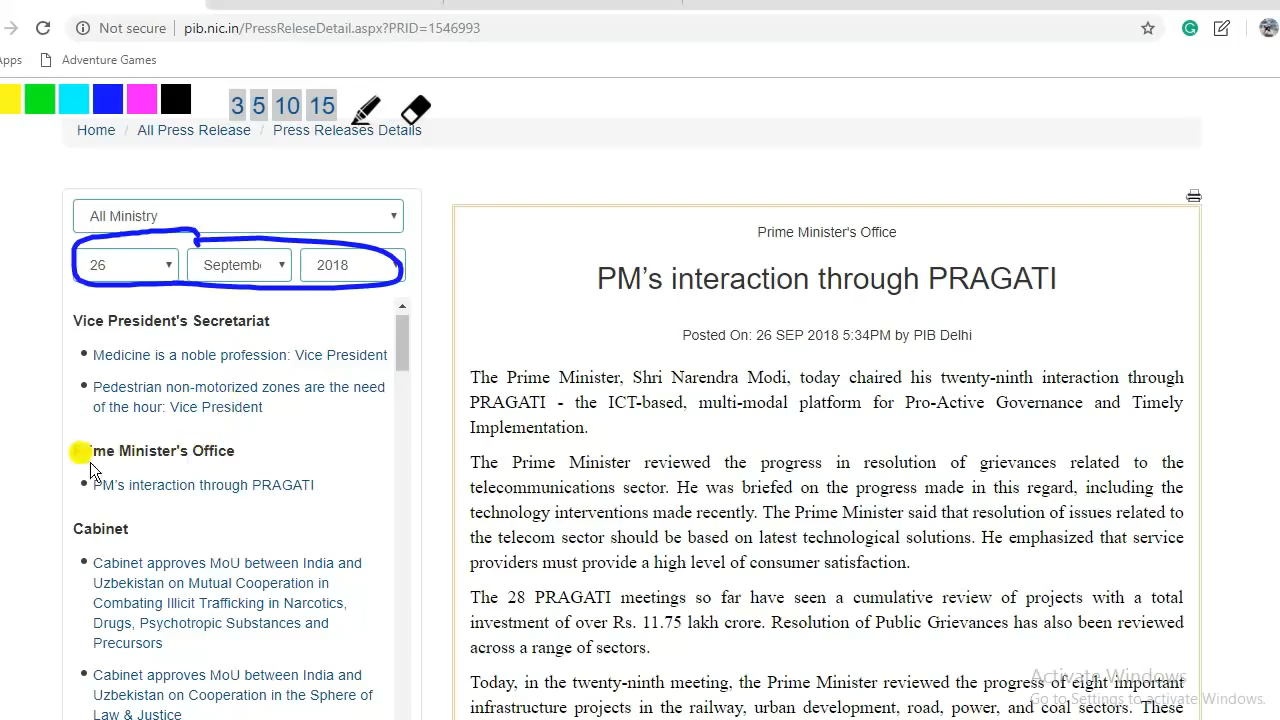 Not secure
pib.nic.in/PressReleseDetail.aspx?PRID=1546993
Apps
Adventure Games
3 5 10 15
Home / All Press Release / Press Releases Details
All Ministry
26 Septembe 2018
Vice President's Secretariat
Medicine is a noble profession: Vice President
Pedestrian non-motorized zones are the need
of the hour: Vice President
Prime Minister's Office
PM's interaction through PRAGATI
Cabinet
Cabinet approves MoU between India and
Uzbekistan on Mutual Cooperation in
Combating Illicit Trafficking in Narcotics,
Drugs, Psychotropic Substances and
Precursors
Cabinet approves MoU between India and
Uzbekistan on Cooperation in the Sphere of
Law & Justice
Prime Minister's Office
PM's interaction through PRAGATI
Posted On: 26 SEP 2018 5:34PM by PIB Delhi
The Prime Minister, Shri Narendra Modi, today chaired his twenty-ninth interaction through
PRAGATI - the ICT-based, multi-modal platform for Pro-Active Governance and Timely
Implementation.
The Prime Minister reviewed the progress in resolution of grievances related to the
telecommunications sector. He was briefed on the progress made in this regard, including the
technology interventions made recently. The Prime Minister said that resolution of issues related to
the telecom sector should be based on latest technological solutions. He emphasized that service
providers must provide a high level of consumer satisfaction.
The 28 PRAGATI meetings so far have seen a cumulative review of projects with a total
investment of over Rs. 11.75 lakh crore. Resolution of Public Grievances has also been reviewed
across a range of sectors.
Today, in the twenty-ninth meeting, the Prime Minister reviewed the progress of eight important
infrastructure projects in the railway, urban development, road, power, and coal sectors. These
Activate Windows
Go to Settings to activate Windows.